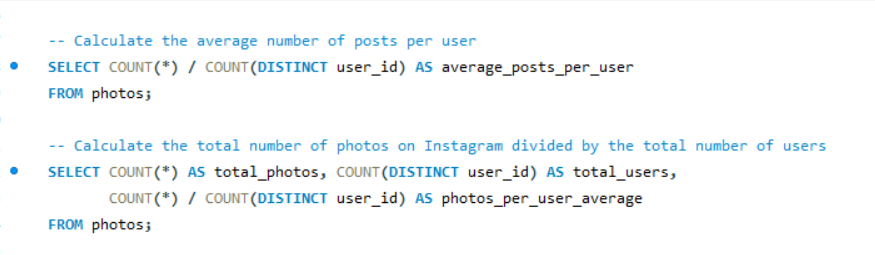 -- Calculate the average number of posts per user
SELECT COUNT(*) / COUNT(DISTINCT user_id) AS average_posts_per_user
FROM photos;
-- Calculate the total number of photos on Instagram divided by the total number of users
SELECT COUNT(*) AS total_photos, COUNT(DISTINCT user_id) AS total_users,
COUNT(*) / COUNT(DISTINCT user_id) AS photos_per_user_average
FROM photos;